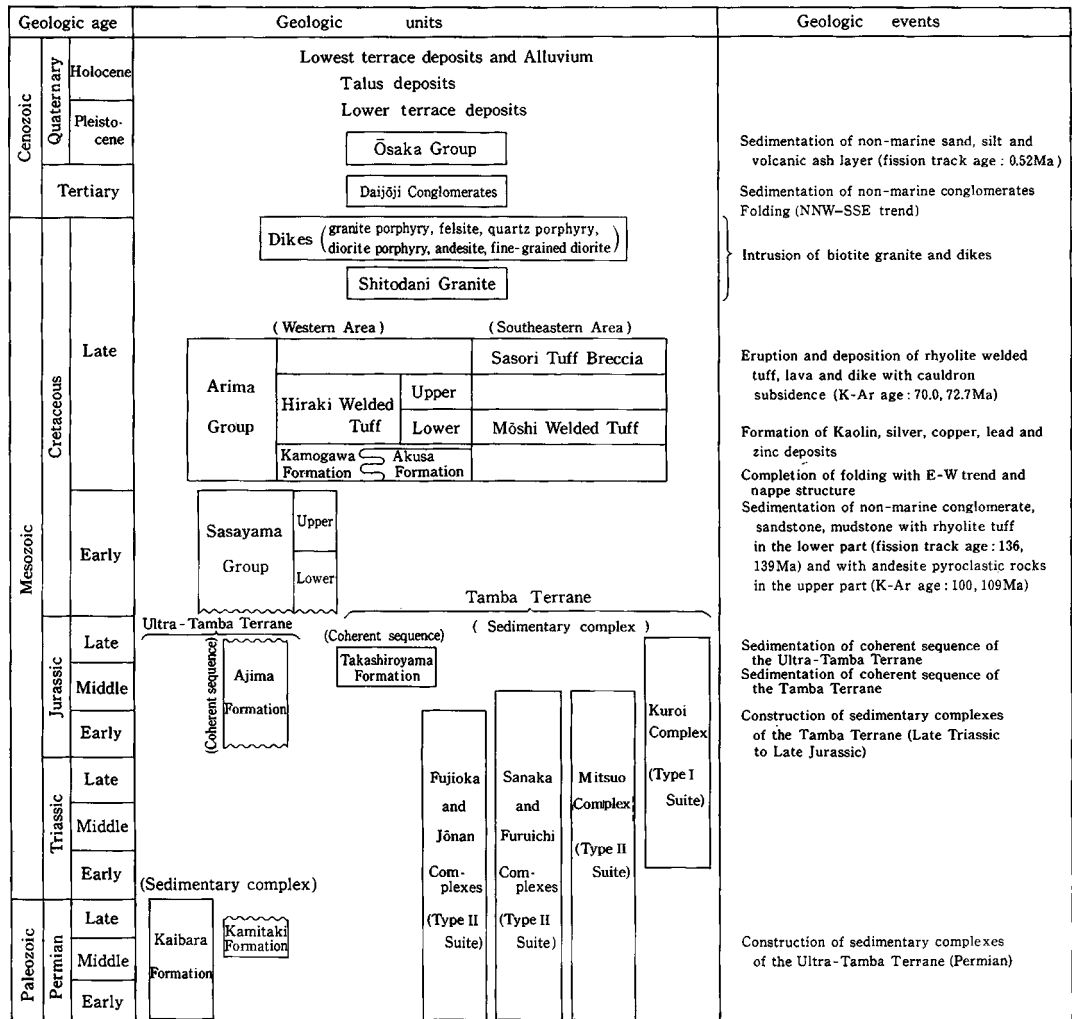 Geologic age
Geologic units
Geologic events
Cenozoic
Quaternary
Holocene
Pleisto-
cene
Tertiary
Lowest terrace deposits and Alluvium
Talus deposits
Lower terrace deposits
Ōsaka Group
Sedimentation of non-marine sand, silt and
volcanic ash layer (fission track age : 0.52Ma)
Daijōji Conglomerates
Sedimentation of non-marine conglomerates
Folding (NNW-SSE trend)
Mesozoic
Cretaceous
Late
Dikes (granite porphyry, felsite, quartz porphyry,
diorite porphyry, andesite, fine-grained diorite)
Shitodani Granite
Intrusion of biotite granite and dikes
(Western Area)
(Southeastern Area)
Arima
Group
Sasori Tuff Breccia
Hiraki Welded
Tuff
Upper
Lower
Mōshi Welded Tuff
Kamogawa
Formation
Akusa
Formation
Eruption and deposition of rhyolite welded
tuff, lava and dike with cauldron
subsidence (K-Ar age : 70.0, 72.7Ma)
Formation of Kaolin, silver, copper, lead and
zinc deposits
Completion of folding with E-W trend and
nappe structure
Early
Sasayama
Group
Upper
Lower
Sedimentation of non-marine conglomerate,
sandstone, mudstone with rhyolite tuff
in the lower part (fission track age : 136,
139Ma) and with andesite pyroclastic rocks
in the upper part (K-Ar age : 100, 109Ma)
Tamba Terrane
Ultra-Tamba Terrane
(Sedimentary complex)
Jurassic
Late
Middle
Early
(Coherent sequence)
Ajima
Formation
(Coherent sequence)
Takashiroyama
Formation
Kuroi
Complex
(Type I
Suite)
Sedimentation of coherent sequence of
the Ultra-Tamba Terrane
Sedimentation of coherent sequence of
the Tamba Terrane
Construction of sedimentary complexes
of the Tamba Terrane (Late Triassic
to Late Jurassic)
Triassic
Late
Middle
Early
Fujioka
and
Jōnan
Com-
plexes
(Type II
Suite)
Sanaka
and
Furuichi
Com-
plexes
(Type II
Suite)
Mitsuo
Complex
(Type II
Suite)
(Sedimentary complex)
Paleozoic
Permian
Late
Middle
Early
Kaibara
Formation
Kamitaki
Formation
Construction of sedimentary complexes
of the Ultra-Tamba Terrane (Permian)